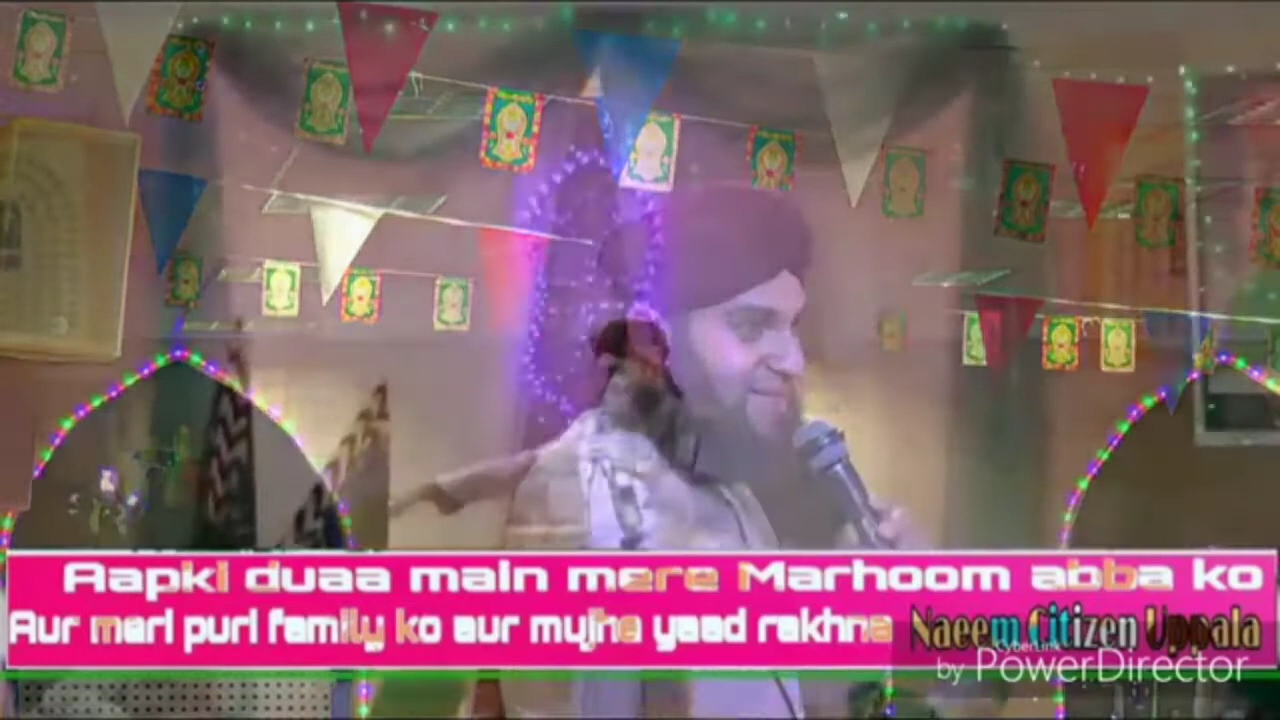 Aapki duaa main mere Marhoom abba ko
Aur mari puri family ko aur mujhe yaad rakhna Naeem Citizen Uppala
CyberLink
by PowerDirector